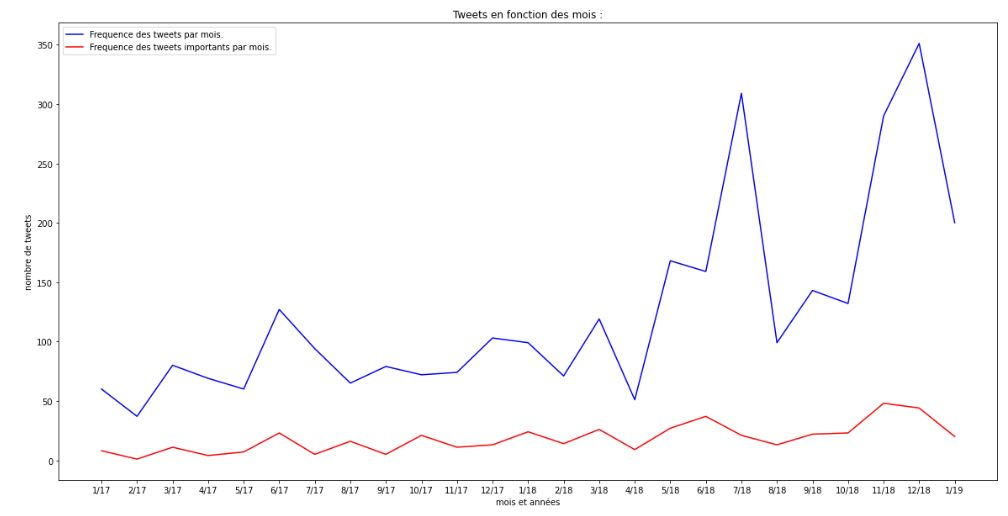 Tweets en fonction des mois :
Frequence des tweets par mois.
Frequence des tweets importants par mois.
350
300
250
200
150
100
50
0
nombre de tweets
1/17 2/17 3/17 4/17 5/17 6/17 7/17 8/17 9/17 10/17 11/17 12/17 1/18 2/18 3/18 4/18 5/18 6/18 7/18 8/18 9/18 10/18 11/18 12/18 1/19
mois et années